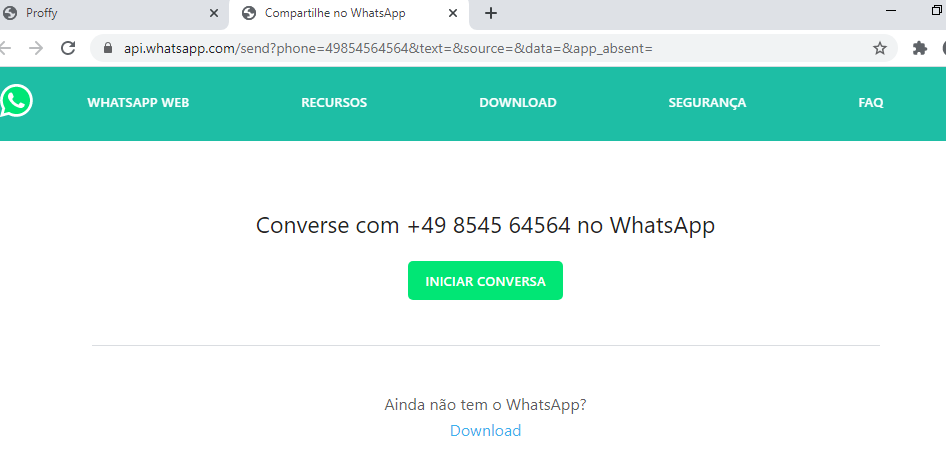 Proffy
Compartilhe no WhatsApp
api.whatsapp.com/send?phone=49854564564&text=&source=&data=&app_absent=
WHATSAPP WEB RECURSOS DOWNLOAD SEGURANÇA FAQ
Converse com +49 8545 64564 no WhatsApp
INICIAR CONVERSA
Ainda não tem o WhatsApp?
Download